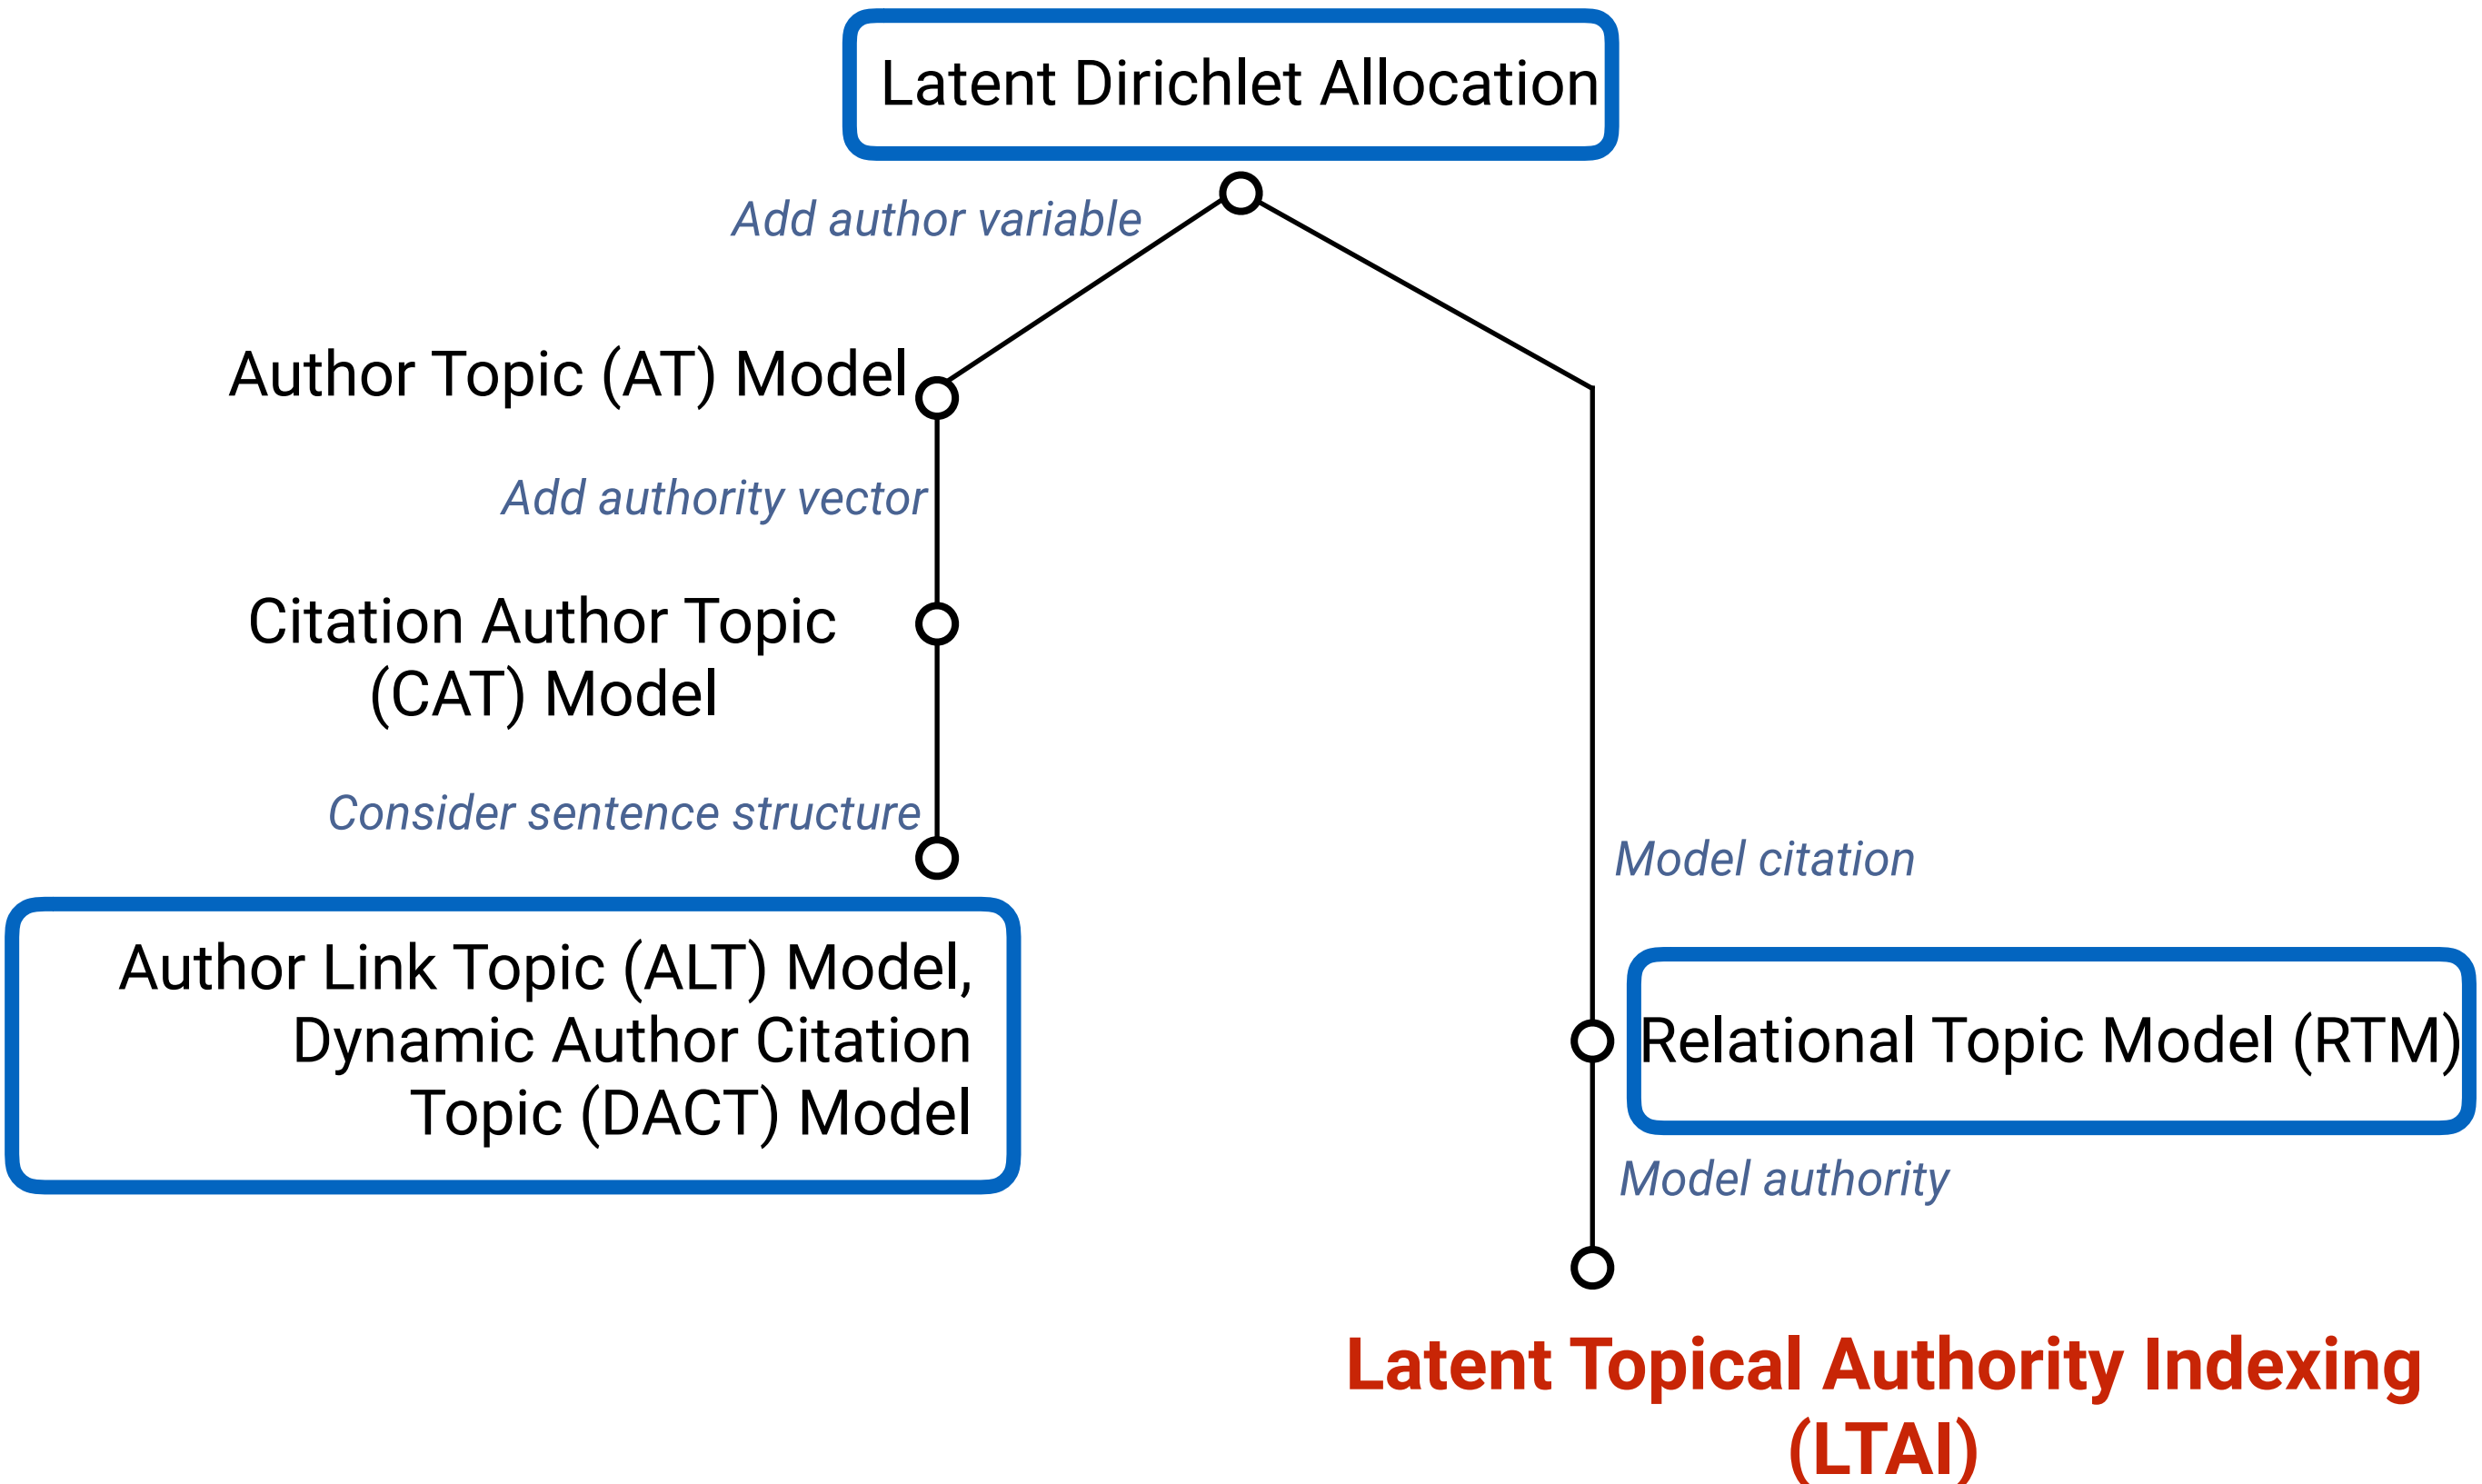 Latent Dirichlet Allocation
Add author variable
Author Topic (AT) Model
Add authority vector
Citation Author Topic
(CAT) Model
Consider sentence structure
Author Link Topic (ALT) Model,
Dynamic Author Citation
Topic (DACT) Model
Model citation
Relational Topic Model (RTM)
Model authority
Latent Topical Authority Indexing
(LTAI)